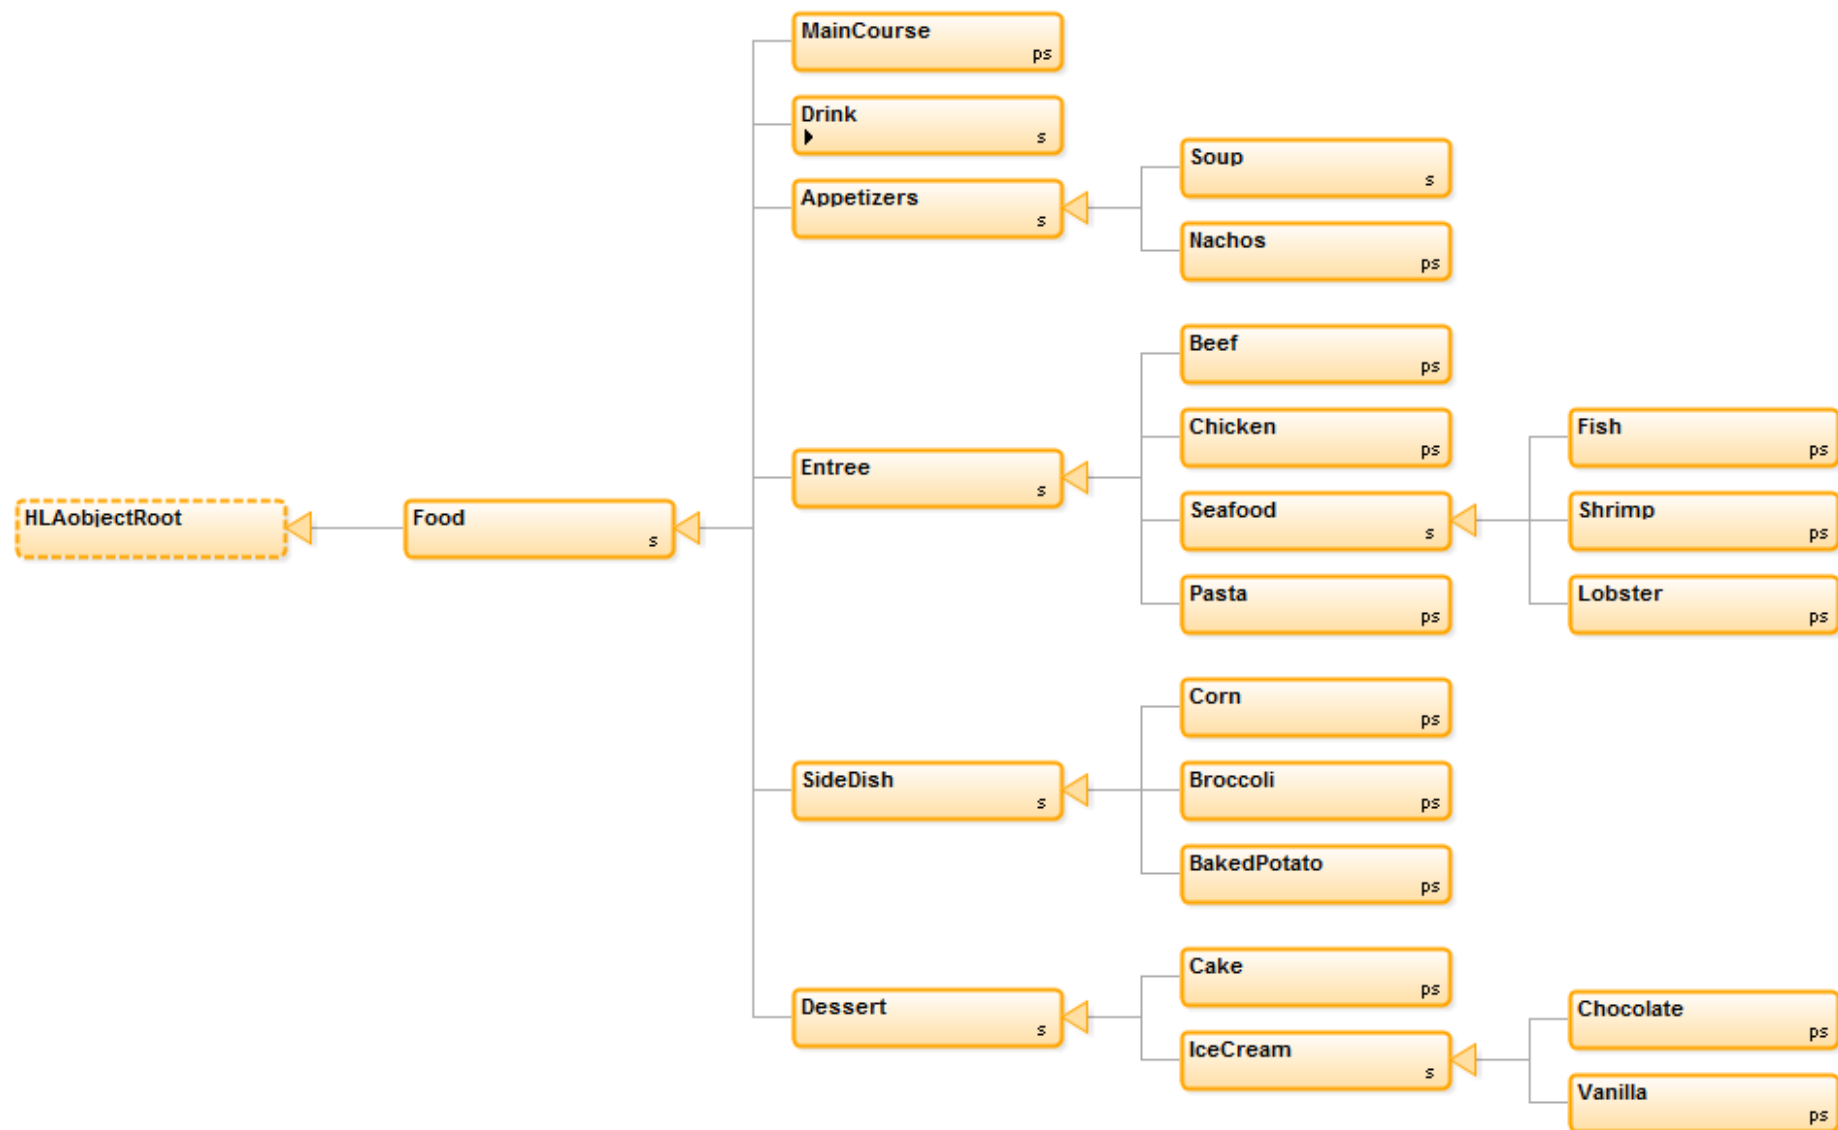 MainCourse
ps
Drink
s
Appetizers
s
Soup
s
Nachos
ps
Beef
ps
Chicken
ps
Entree
s
Seafood
s
Fish
ps
Shrimp
ps
Lobster
ps
Pasta
ps
HLAobjectRoot
Food
s
Corn
ps
SideDish
s
Broccoli
ps
BakedPotato
ps
Cake
ps
Dessert
s
IceCream
s
Chocolate
ps
Vanilla
ps